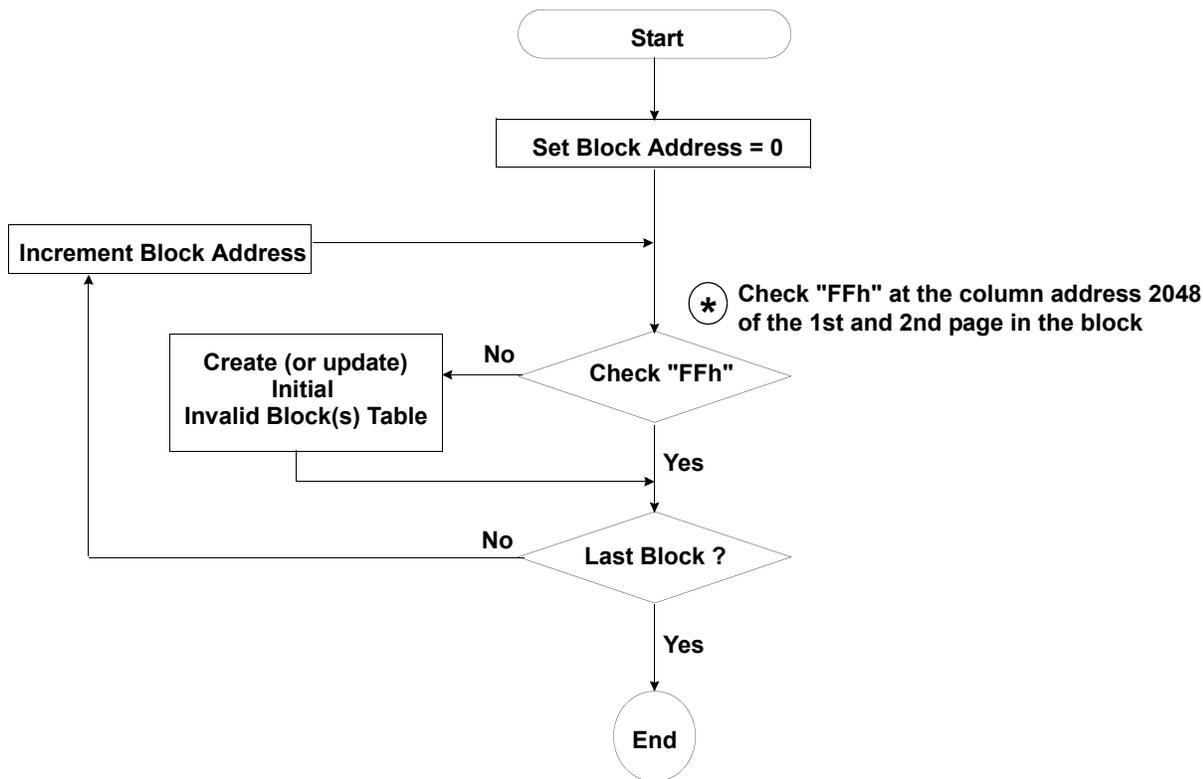 Start
Set Block Address = 0
Increment Block Address
* Check "FFh" at the column address 2048
of the 1st and 2nd page in the block
Create (or update)
Initial
Invalid Block(s) Table
No
Check "FFh"
Yes
No
Last Block ?
Yes
End